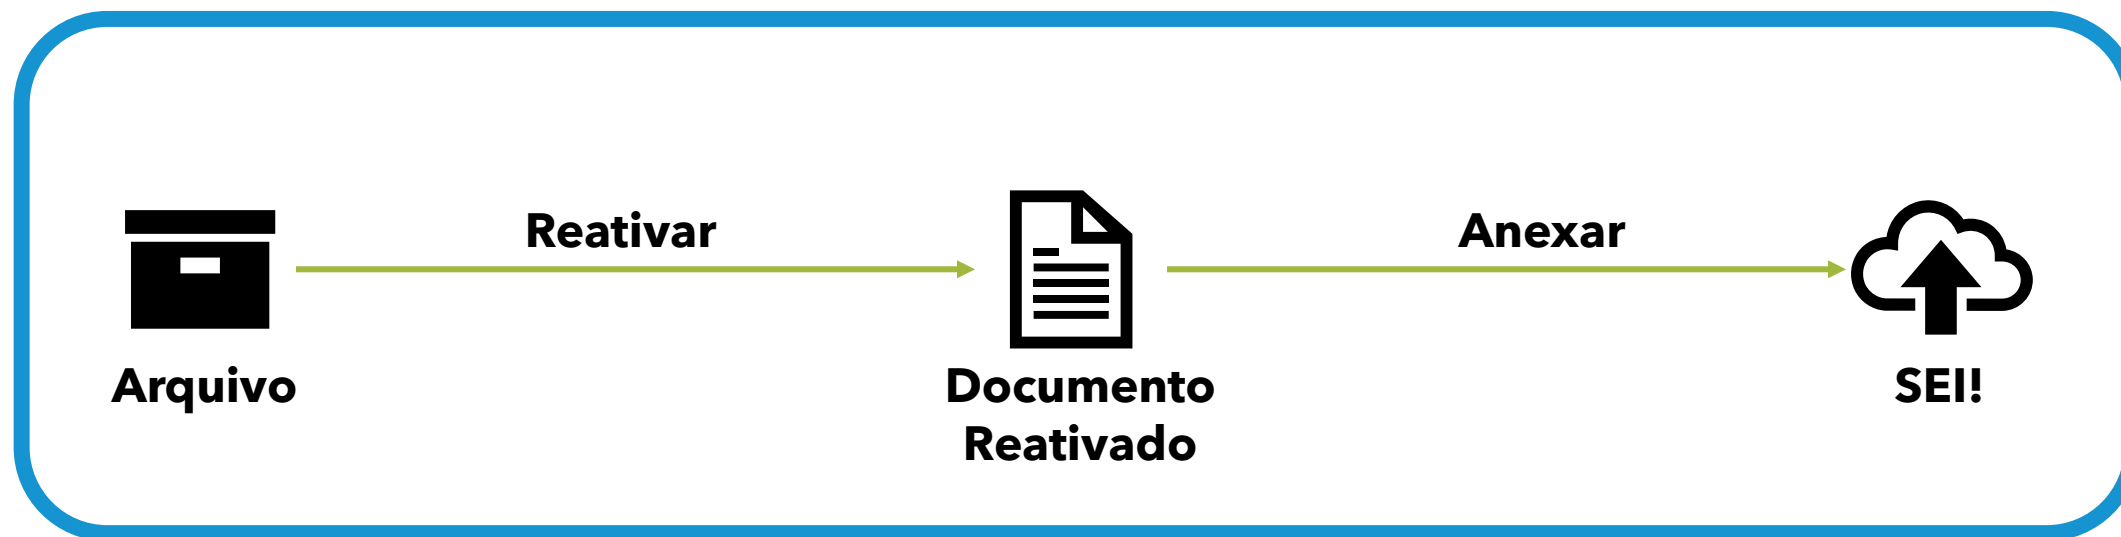 Reativar
Anexar
Arquivo
Documento
Reativado
SEI!